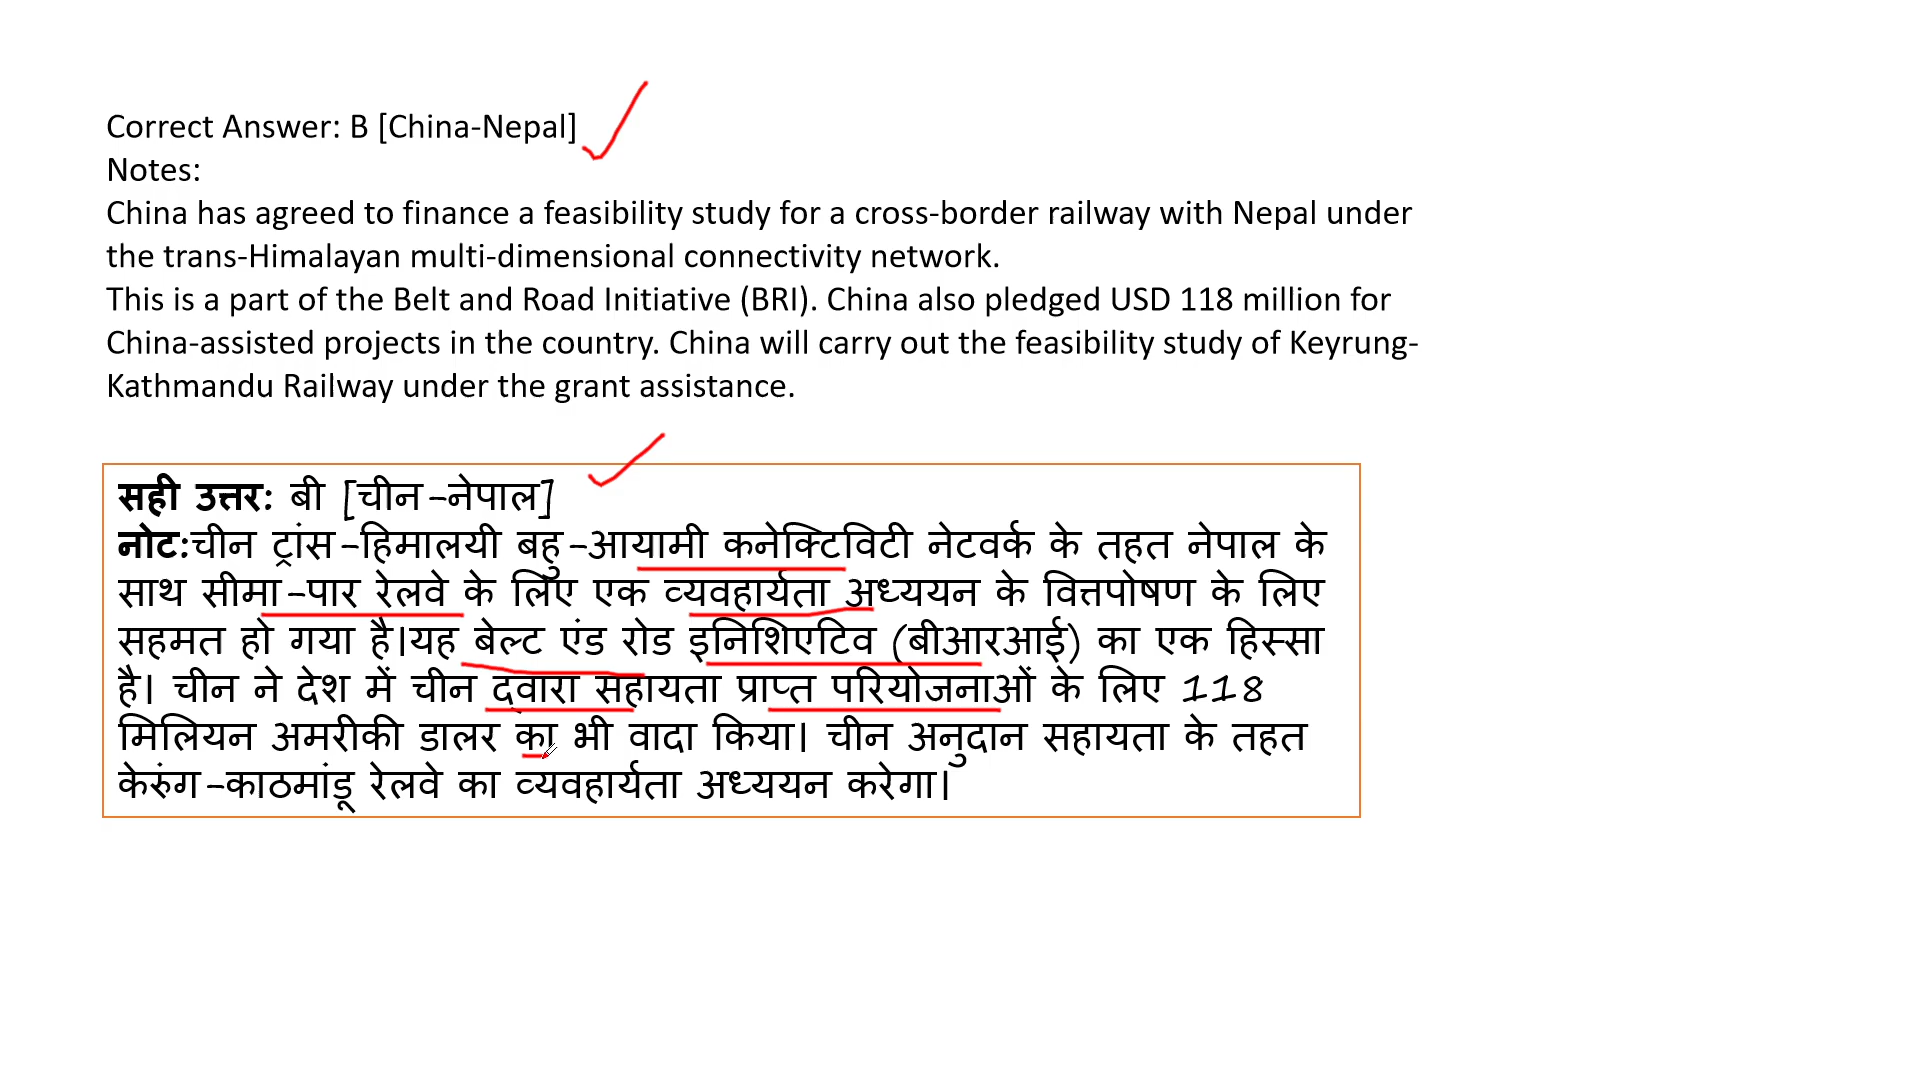 Correct Answer: B [China-Nepal]
Notes:
China has agreed to finance a feasibility study for a cross-border railway with Nepal under
the trans-Himalayan multi-dimensional connectivity network.
This is a part of the Belt and Road Initiative (BRI). China also pledged USD 118 million for
China-assisted projects in the country. China will carry out the feasibility study of Keyrung-
Kathmandu Railway under the grant assistance.
सही उत्तर: बी [चीन-नेपाल]
नोट:चीन ट्रांस-हिमालयी बहु-आयामी कनेक्टिविटी नेटवर्क के तहत नेपाल के
साथ सीमा-पार रेलवे के लिए एक व्यवहार्यता अध्ययन के वित्तपोषण के लिए
सहमत हो गया है।यह बेल्ट एंड रोड इनिशिएटिव (बीआरआई) का एक हिस्सा
है। चीन ने देश में चीन द्वारा सहायता प्राप्त परियोजनाओं के लिए 118
मिलियन अमरीकी डालर का भी वादा किया। चीन अनुदान सहायता के तहत
केरुंग-काठमांडू रेलवे का व्यवहार्यता अध्ययन करेगा।